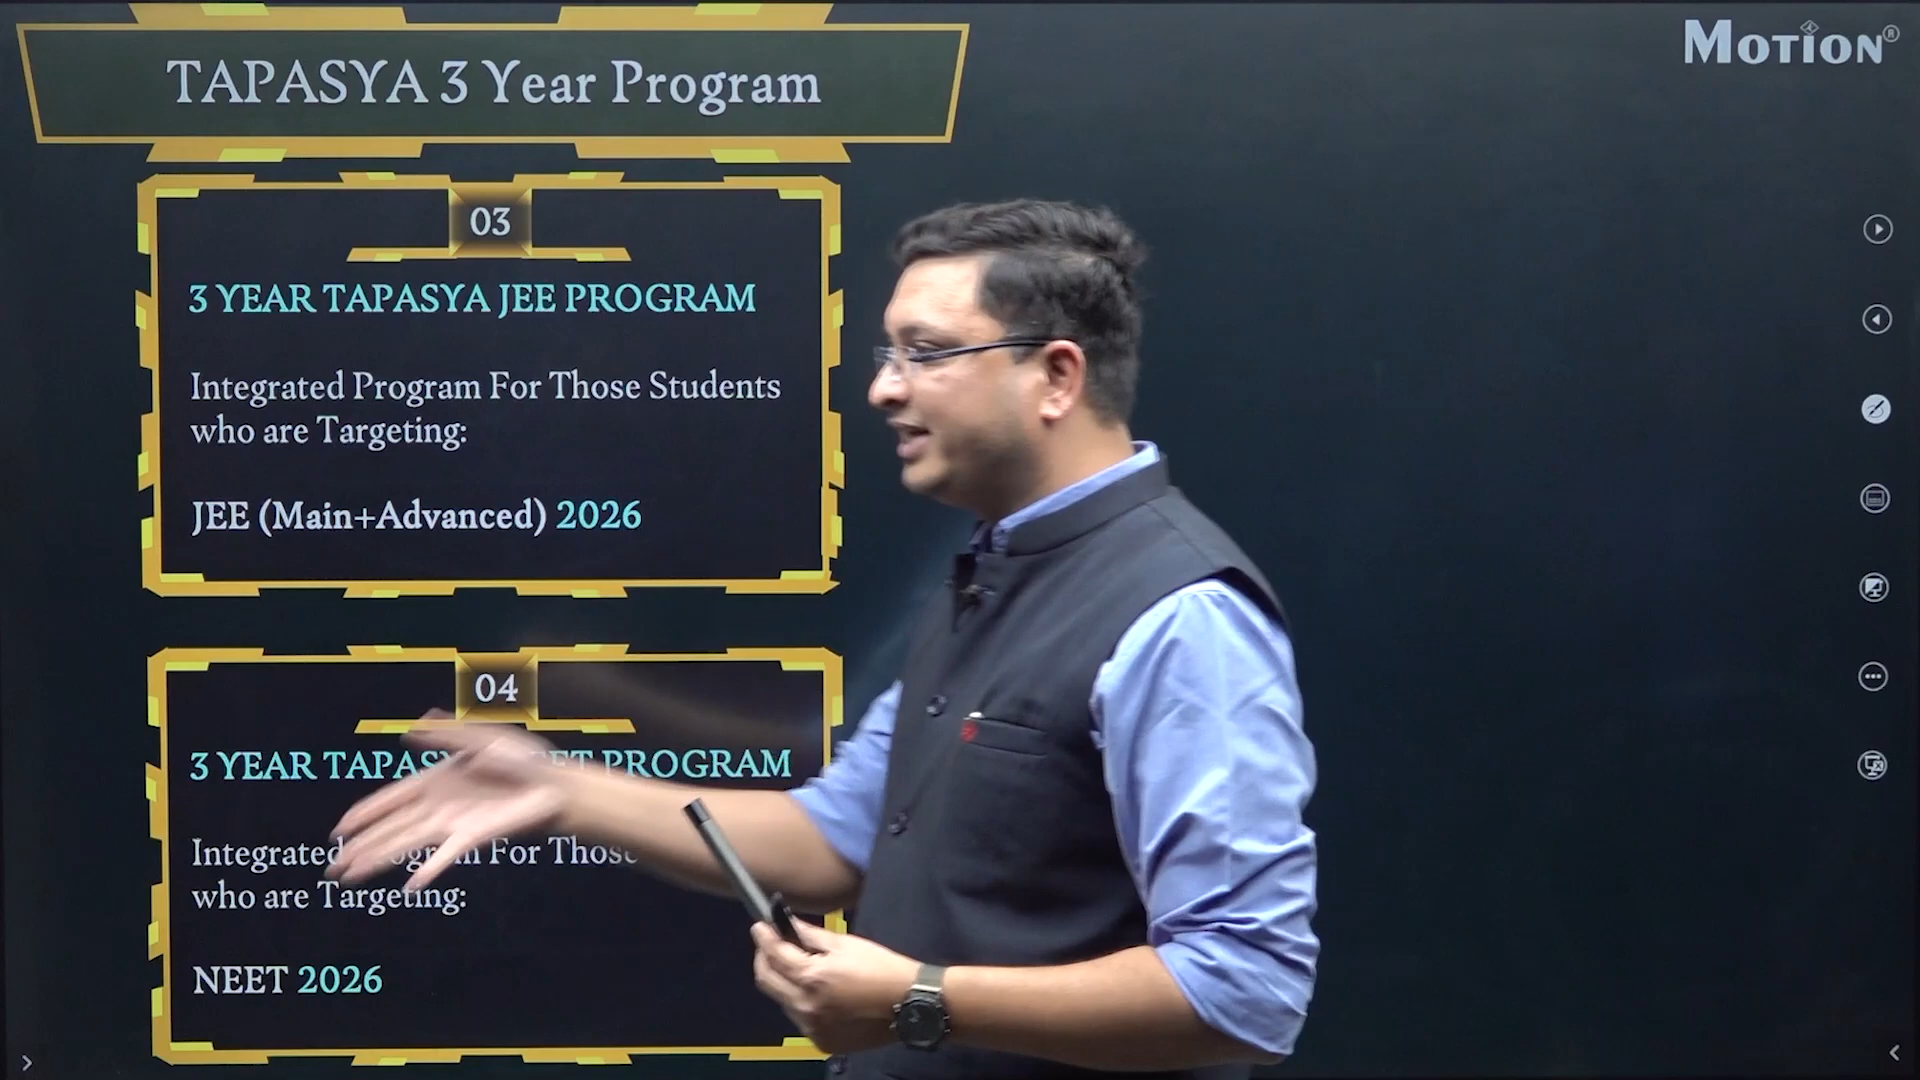 TAPASYA 3 Year Program
MOTION®
03
3 YEAR TAPASYA JEE PROGRAM
Integrated Program For Those Students
who are Targeting:
JEE (Main+Advanced) 2026
04
3 YEAR PROGRAM
Integrated For Those
who are Targeting:
NEET 2026